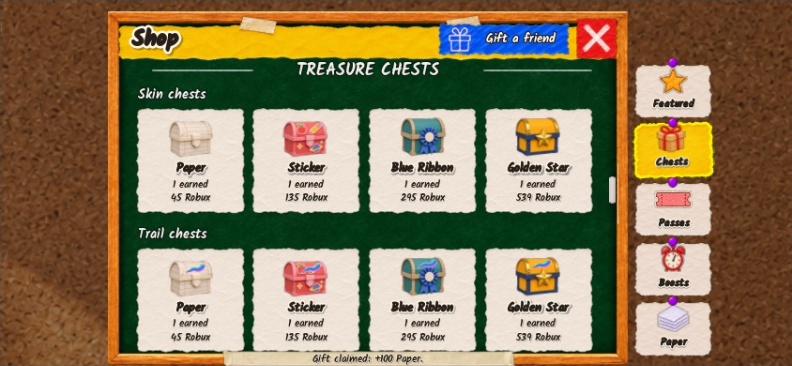 Shop
Gift a friend
TREASURE CHESTS
Skin chests
Paper
1 earned
45 Robux
Sticker
1 earned
135 Robux
Blue Ribbon
1 earned
295 Robux
Golden Star
1 earned
539 Robux
Trail chests
Paper
1 earned
45 Robux
Sticker
1 earned
135 Robux
Blue Ribbon
1 earned
295 Robux
Golden Star
1 earned
539 Robux
Gift claimed: +100 Paper.
Featured
Chests
Passes
Boosts
Paper